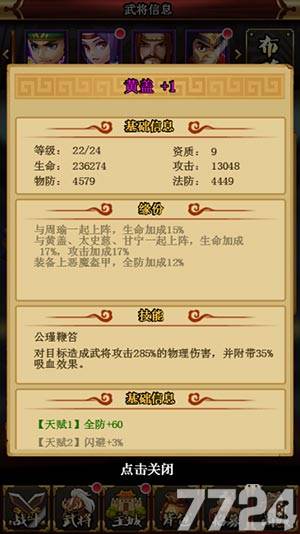 武将信息
布
黄盖 +1
基础信息
等级: 22/24 资质: 9
生命: 236274 攻击: 13048
物防: 4579 法防: 4449
缘份
与周瑜一起上阵, 生命加成15%
与黄盖、太史慈、甘宁一起上阵, 生命加成
17%, 攻击加成17%
装备上恶魔盔甲, 全防加成12%
技能
公瑾鞭笞
对目标造成武将攻击285%的物理伤害, 并附带35%
吸血效果。
基础信息
【天赋1】全防+60
【天赋2】闪避+3%
点击关闭
战斗 武将 主城
7724